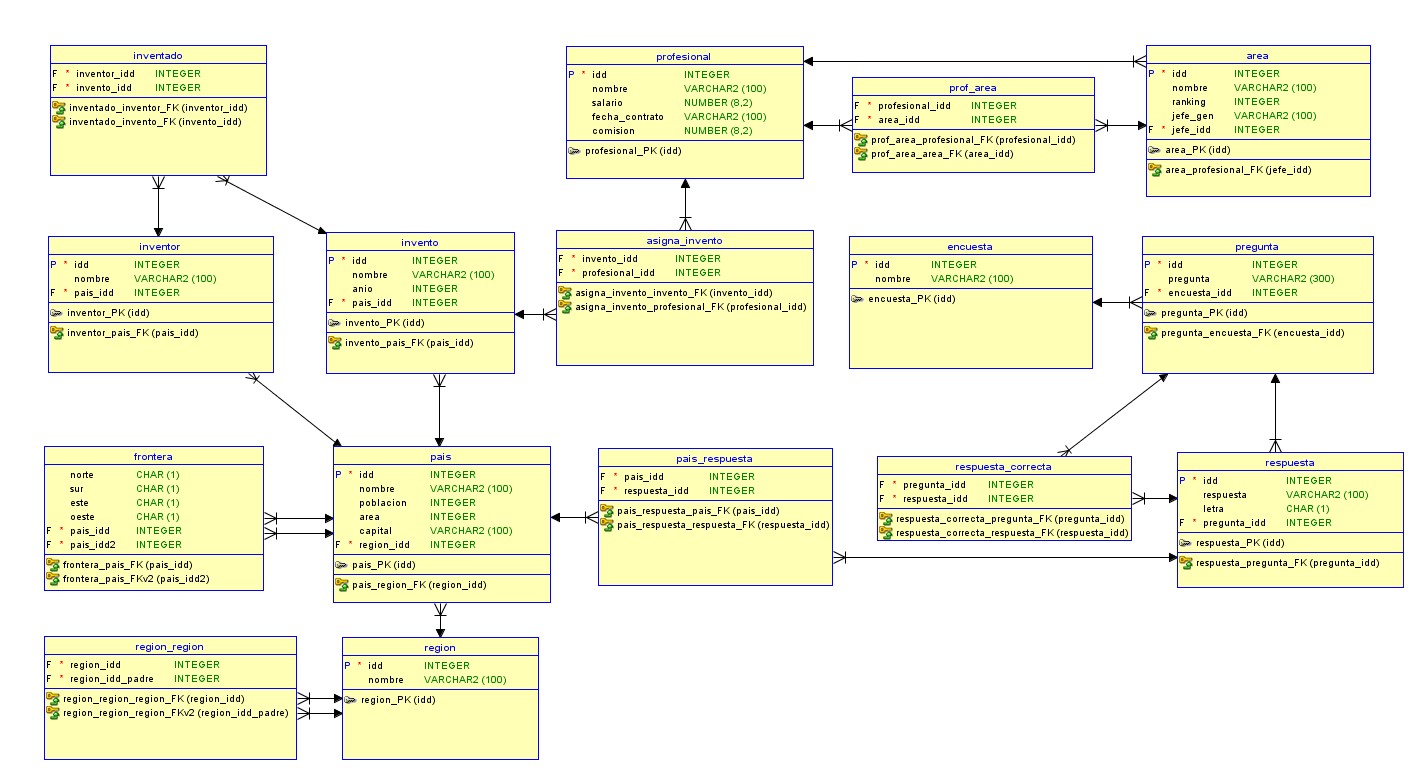 inventado
F * inventor_idd INTEGER
F * invento_idd INTEGER
inventado_inventor_FK (inventor_idd)
inventado_invento_FK (invento_idd)
profesional
P * idd INTEGER
nombre VARCHAR2 (100)
salario NUMBER (8,2)
fecha_contrato VARCHAR2 (100)
comision NUMBER (8,2)
profesional_PK (idd)
prof_area
F * profesional_idd INTEGER
F * area_idd INTEGER
prof_area_profesional_FK (profesional_idd)
prof_area_area_FK (area_idd)
area
P * idd INTEGER
nombre VARCHAR2 (100)
ranking INTEGER
jefe_gen VARCHAR2 (100)
F * jefe_idd INTEGER
area_PK (idd)
area_profesional_FK (jefe_idd)
inventor
P * idd INTEGER
nombre VARCHAR2 (100)
F * pais_idd INTEGER
inventor_PK (idd)
inventor_pais_FK (pais_idd)
invento
P * idd INTEGER
nombre VARCHAR2 (100)
anio INTEGER
F * pais_idd INTEGER
invento_PK (idd)
invento_pais_FK (pais_idd)
asigna_invento
F * invento_idd INTEGER
F * profesional_idd INTEGER
asigna_invento_invento_FK (invento_idd)
asigna_invento_profesional_FK (profesional_idd)
encuesta
P * idd INTEGER
nombre VARCHAR2 (100)
encuesta_PK (idd)
pregunta
P * idd INTEGER
pregunta VARCHAR2 (300)
F * encuesta_idd INTEGER
pregunta_PK (idd)
pregunta_encuesta_FK (encuesta_idd)
frontera
norte CHAR (1)
sur CHAR (1)
este CHAR (1)
oeste CHAR (1)
F * pais_idd INTEGER
F * pais_idd2 INTEGER
frontera_pais_FK (pais_idd)
frontera_pais_FKv2 (pais_idd2)
pais
P * idd INTEGER
nombre VARCHAR2 (100)
poblacion INTEGER
area INTEGER
capital VARCHAR2 (100)
F * region_idd INTEGER
pais_PK (idd)
pais_region_FK (region_idd)
pais_respuesta
F * pais_idd INTEGER
F * respuesta_idd INTEGER
pais_respuesta_pais_FK (pais_idd)
pais_respuesta_respuesta_FK (respuesta_idd)
respuesta_correcta
F * pregunta_idd INTEGER
F * respuesta_idd INTEGER
respuesta_correcta_pregunta_FK (pregunta_idd)
respuesta_correcta_respuesta_FK (respuesta_idd)
respuesta
P * idd INTEGER
respuesta VARCHAR2 (100)
letra CHAR (1)
F * pregunta_idd INTEGER
respuesta_PK (idd)
respuesta_pregunta_FK (pregunta_idd)
region_region
F * region_idd INTEGER
F * region_idd_padre INTEGER
region_region_region_FK (region_idd)
region_region_region_FKv2 (region_idd_padre)
region
P * idd INTEGER
nombre VARCHAR2 (100)
region_PK (idd)